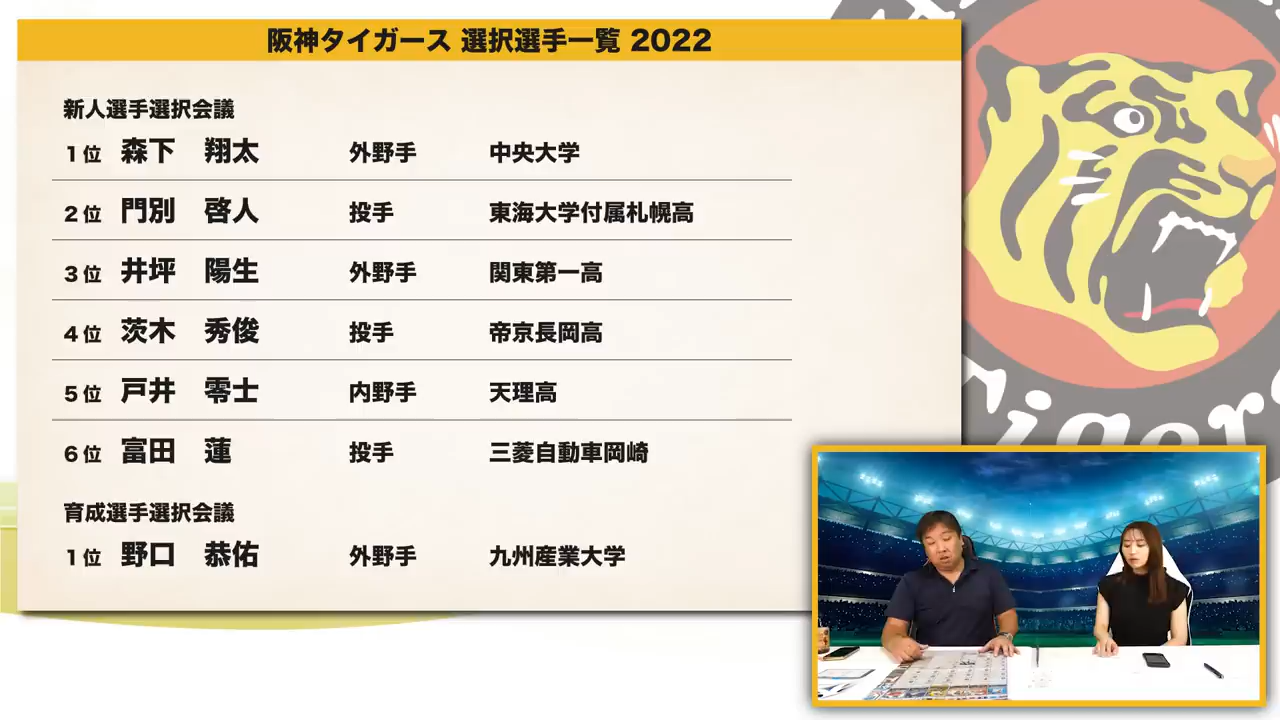 阪神タイガース 選択選手一覧 2022
新人選手選択会議
1位 森下 翔太 外野手 中央大学
2位 門別 啓人 投手 東海大学付属札幌高
3位 井坪 陽生 外野手 関東第一高
4位 茨木 秀俊 投手 帝京長岡高
5位 戸井 零士 内野手 天理高
6位 富田 蓮 投手 三菱自動車岡崎
育成選手選択会議
1位 野口 恭佑 外野手 九州産業大学
Tigers